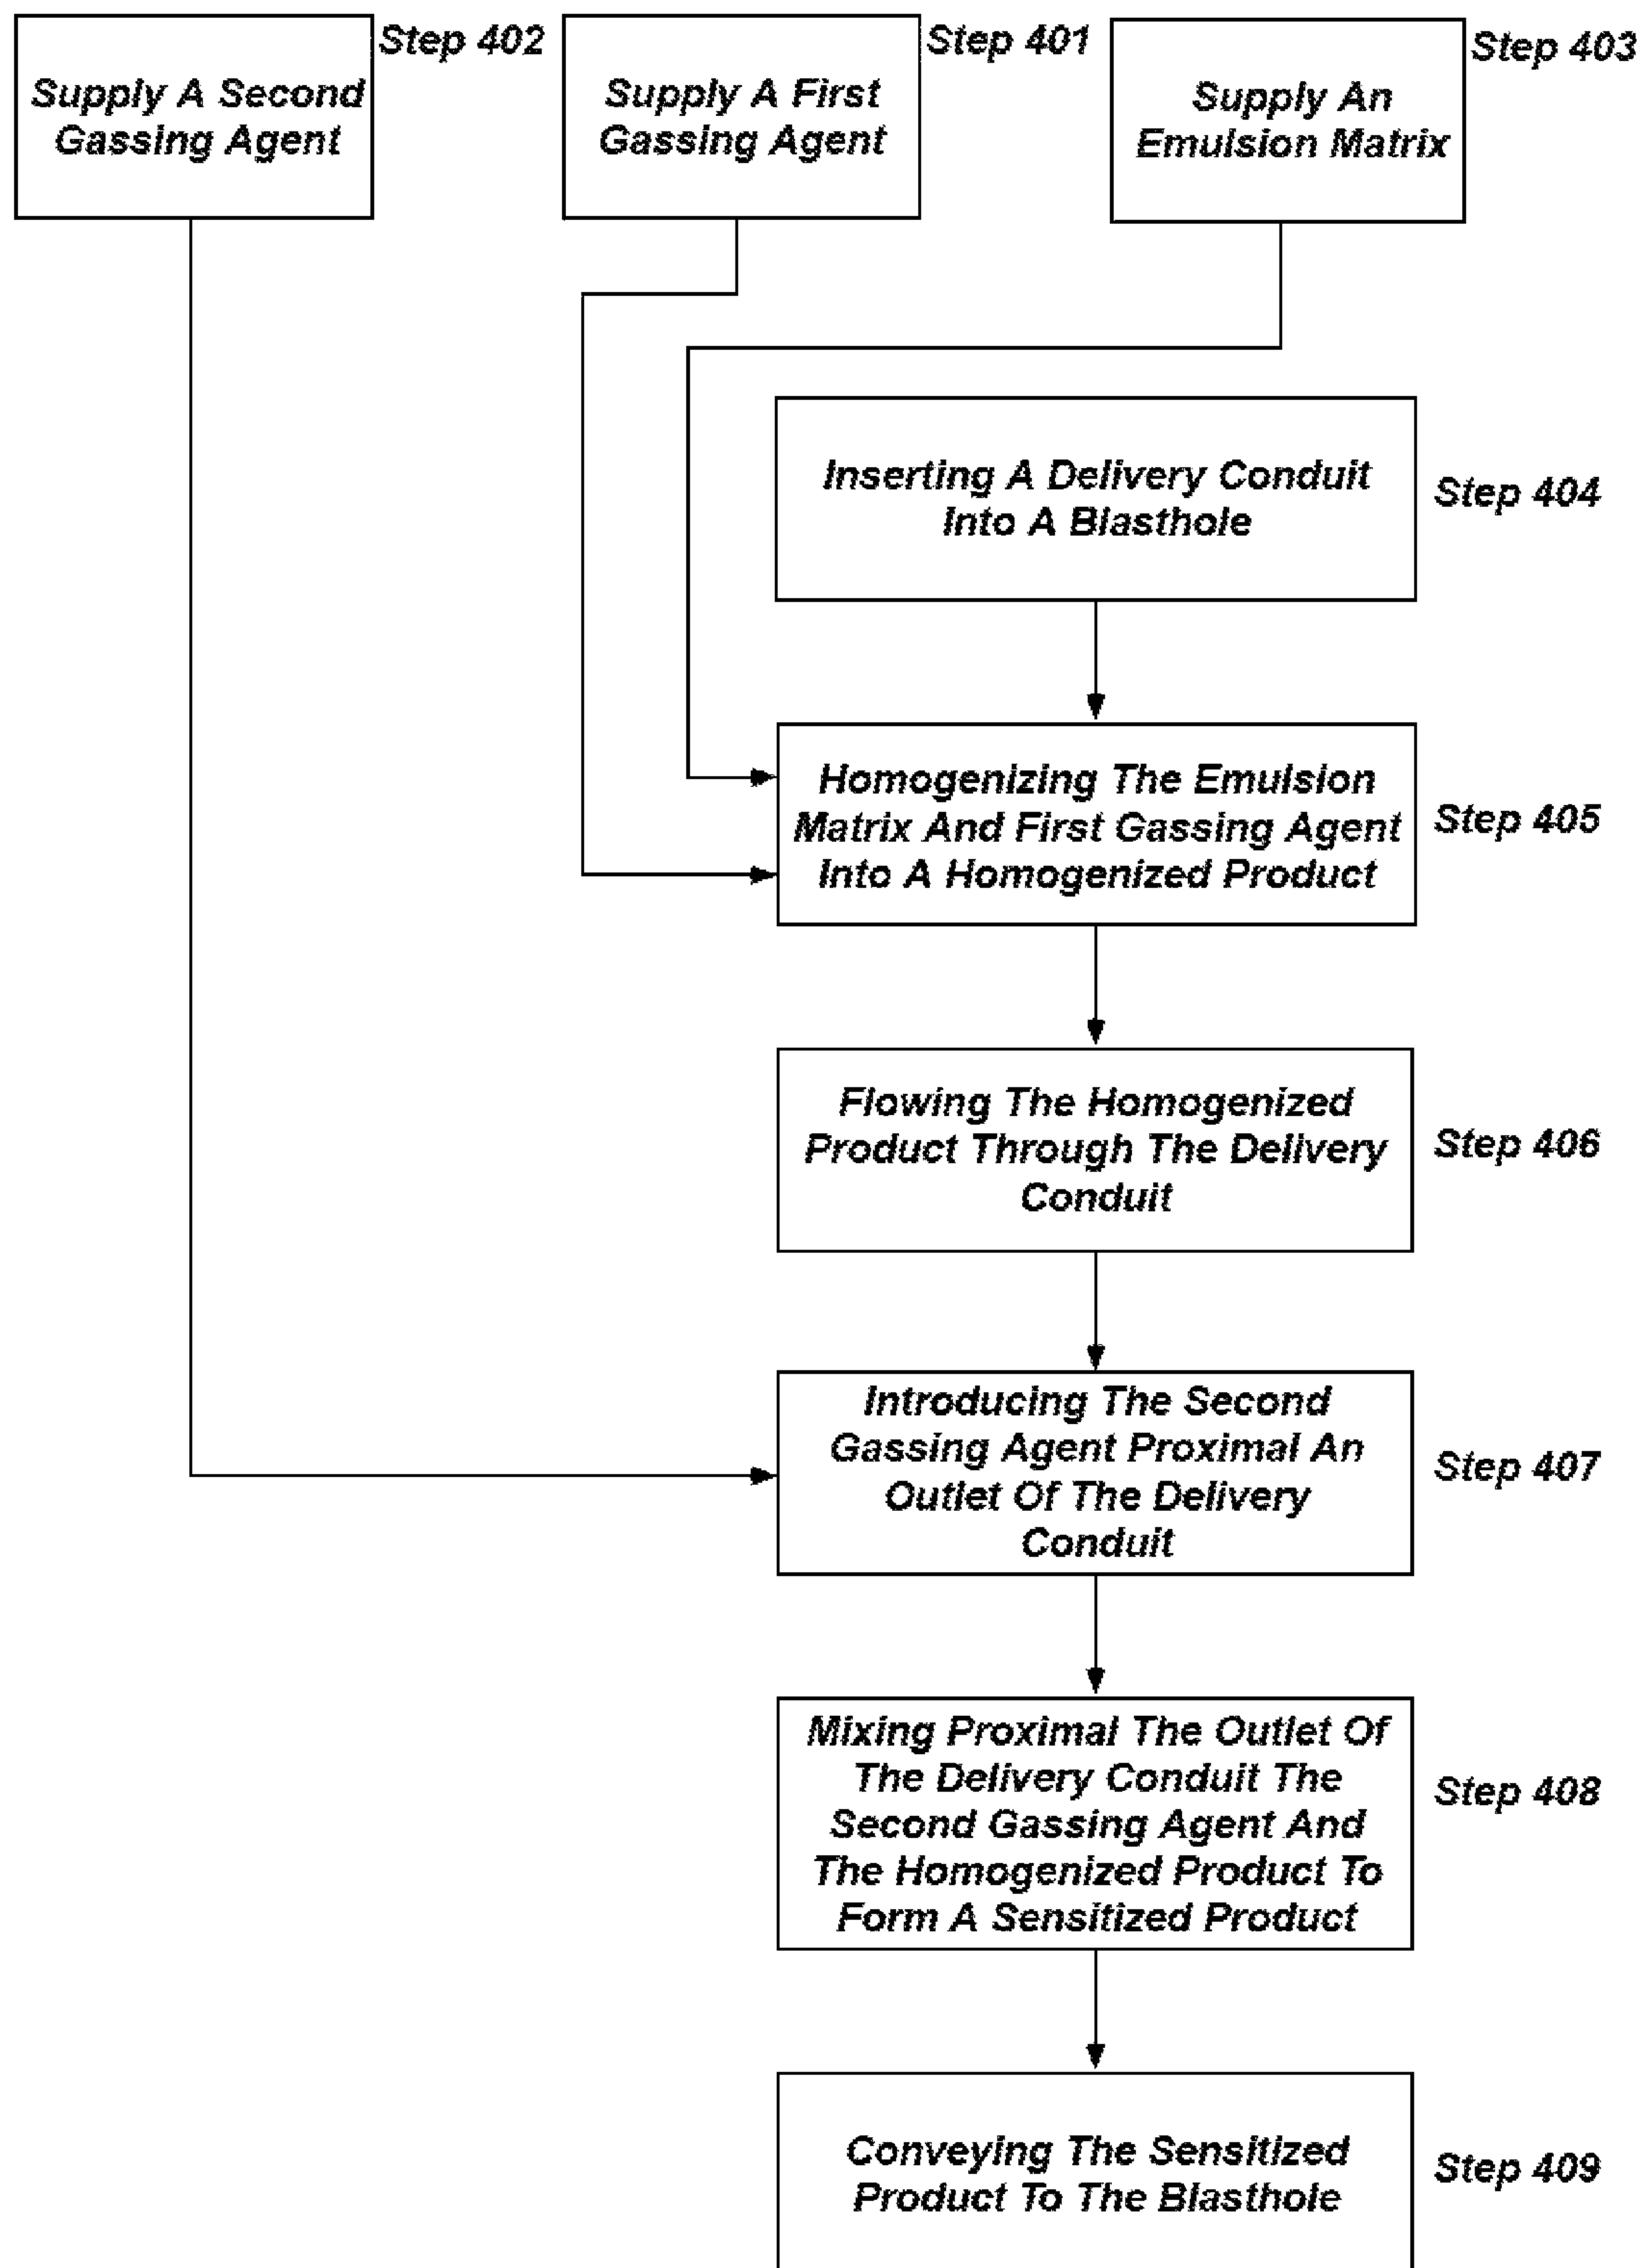 Step 402
Supply A Second
Gassing Agent
Step 401
Supply A First
Gassing Agent
Step 403
Supply An
Emulsion Matrix
Inserting A Delivery Conduit
Into A Blasthole
Step 404
Homogenizing The Emulsion
Matrix And First Gassing Agent
Into A Homogenized Product
Step 405
Flowing The Homogenized
Product Through The Delivery
Conduit
Step 406
Introducing The Second
Gassing Agent Proximal An
Outlet Of The Delivery
Conduit
Step 407
Mixing Proximal The Outlet Of
The Delivery Conduit The
Second Gassing Agent And
The Homogenized Product To
Form A Sensitized Product
Step 408
Conveying The Sensitized
Product To The Blasthole
Step 409